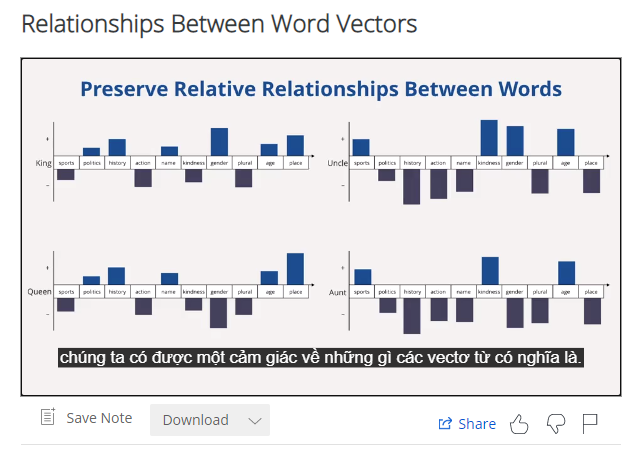 Relationships Between Word Vectors
Preserve Relative Relationships Between Words
+
King sports politics history action name kindness gender plural age place
–
+
Uncle sports politics history action name kindness gender plural age place
–
+
Queen sports politics history action name kindness gender plural age place
–
+
Aunt sports politics history action name kindness gender plural age place
–
chúng ta có được một cảm giác về những gì các vectơ từ có nghĩa là.
Save Note Download Share